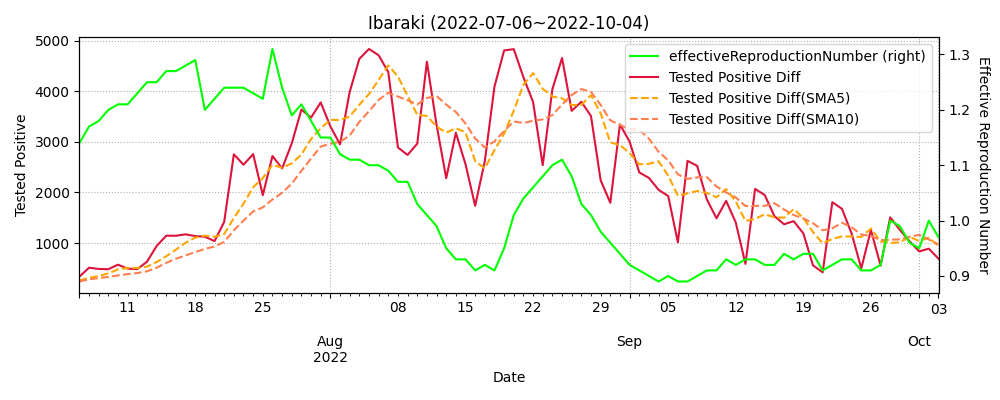 Ibaraki (2022-07-06~2022-10-04)
5000
4000
3000
2000
1000
Tested Positive
1.3
1.2
1.1
1.0
0.9
Effective Reproduction Number
effectiveReproductionNumber (right)
Tested Positive Diff
Tested Positive Diff(SMA5)
Tested Positive Diff(SMA10)
11 18 25 08 15 22 29 05 12 19 26 03
Aug Sep Oct
2022
Date